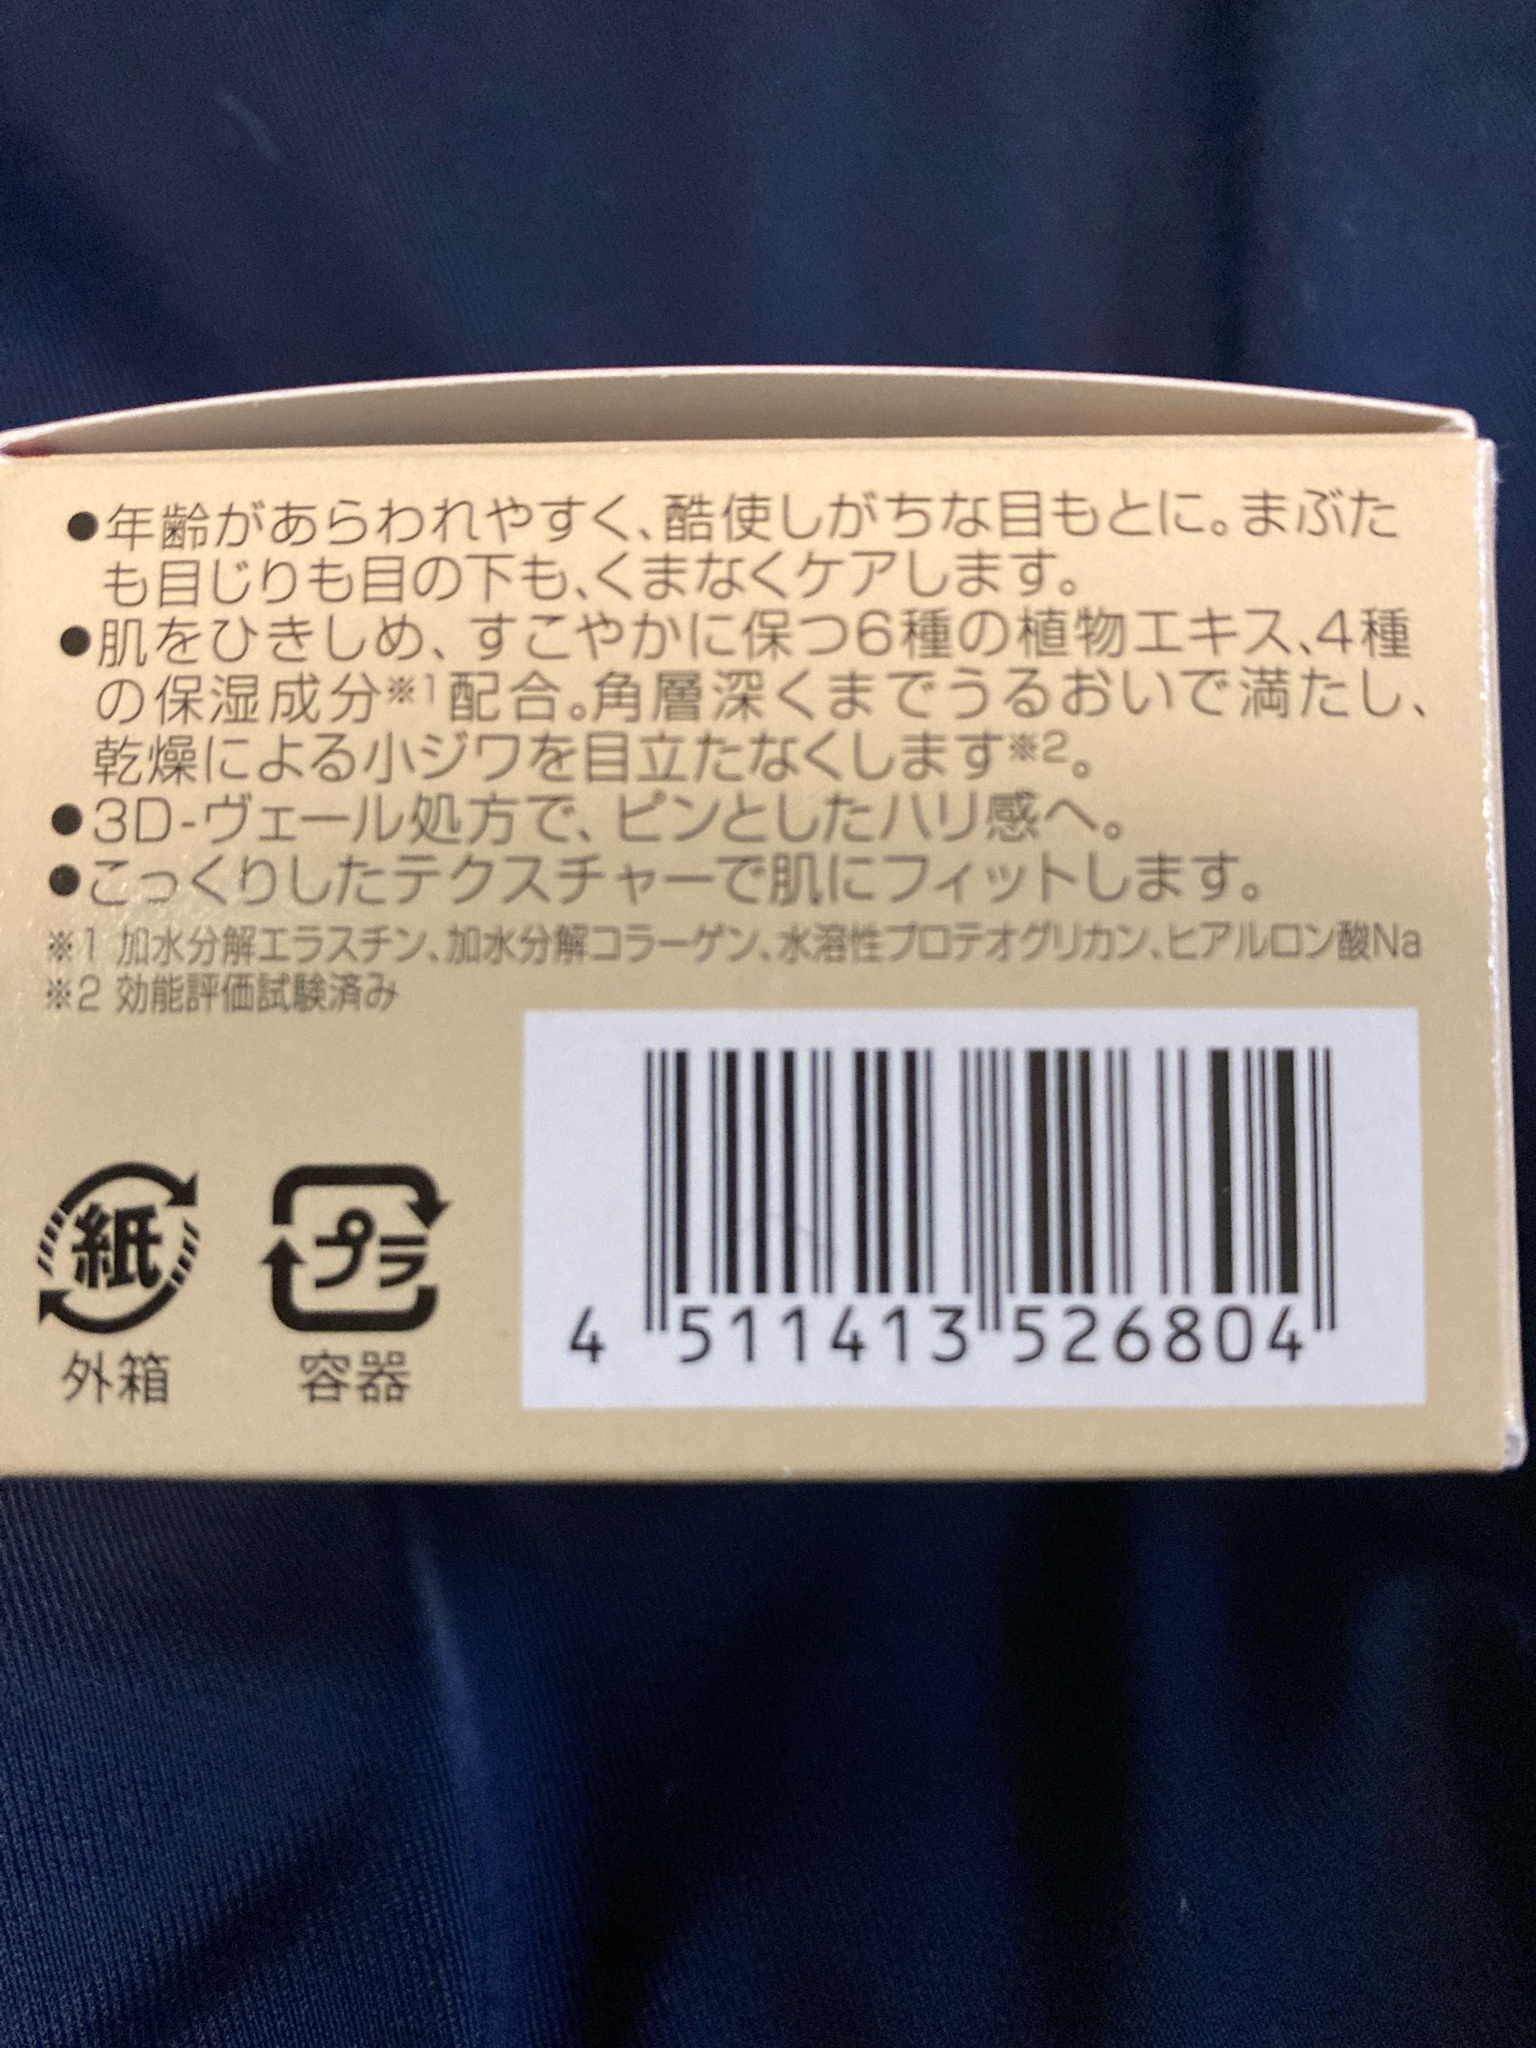 ●年齢があらわれやすく、酷使しがちな目もとに。まぶた
も目じりも目の下も、くまなくケアします。
●肌をひきしめ、すこやかに保つ6種の植物エキス、4種
の保湿成分※1配合。角層深くまでうるおいで満たし、
乾燥による小ジワを目立たなくします※2。
●3D-ヴェール処方で、ピンとしたハリ感へ。
●こっくりしたテクスチャーで肌にフィットします。
※1 加水分解エラスチン、加水分解コラーゲン、水溶性プロテオグリカン、ヒアルロン酸Na
※2 効能評価試験済み
紙
外箱
プラ
容器
4 511413 526804